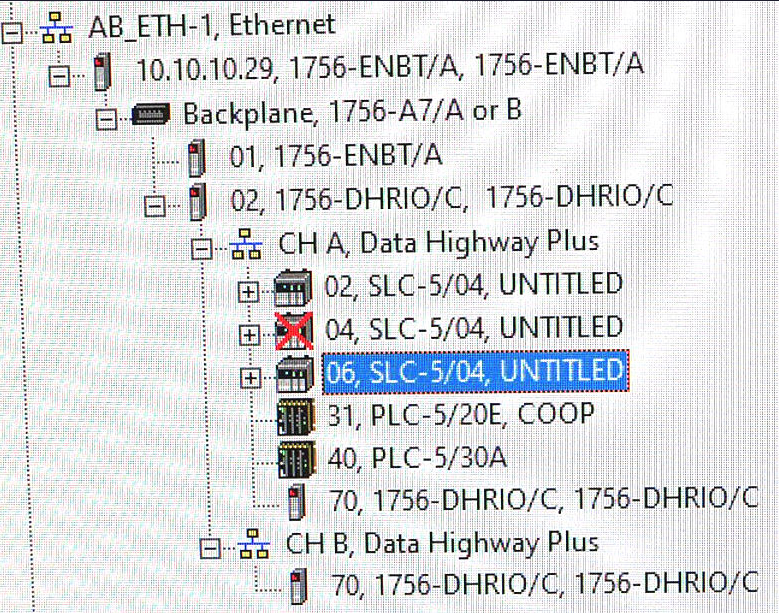 AB_ETH-1, Ethernet
10.10.10.29, 1756-ENBT/A, 1756-ENBT/A
Backplane, 1756-A7/A or B
01, 1756-ENBT/A
02, 1756-DHRIO/C, 1756-DHRIO/C
CH A, Data Highway Plus
02, SLC-5/04, UNTITLED
04, SLC-5/04, UNTITLED
06, SLC-5/04, UNTITLED
31, PLC-5/20E, COOP
40, PLC-5/30A
70, 1756-DHRIO/C, 1756-DHRIO/C
CH B, Data Highway Plus
70, 1756-DHRIO/C, 1756-DHRIO/C